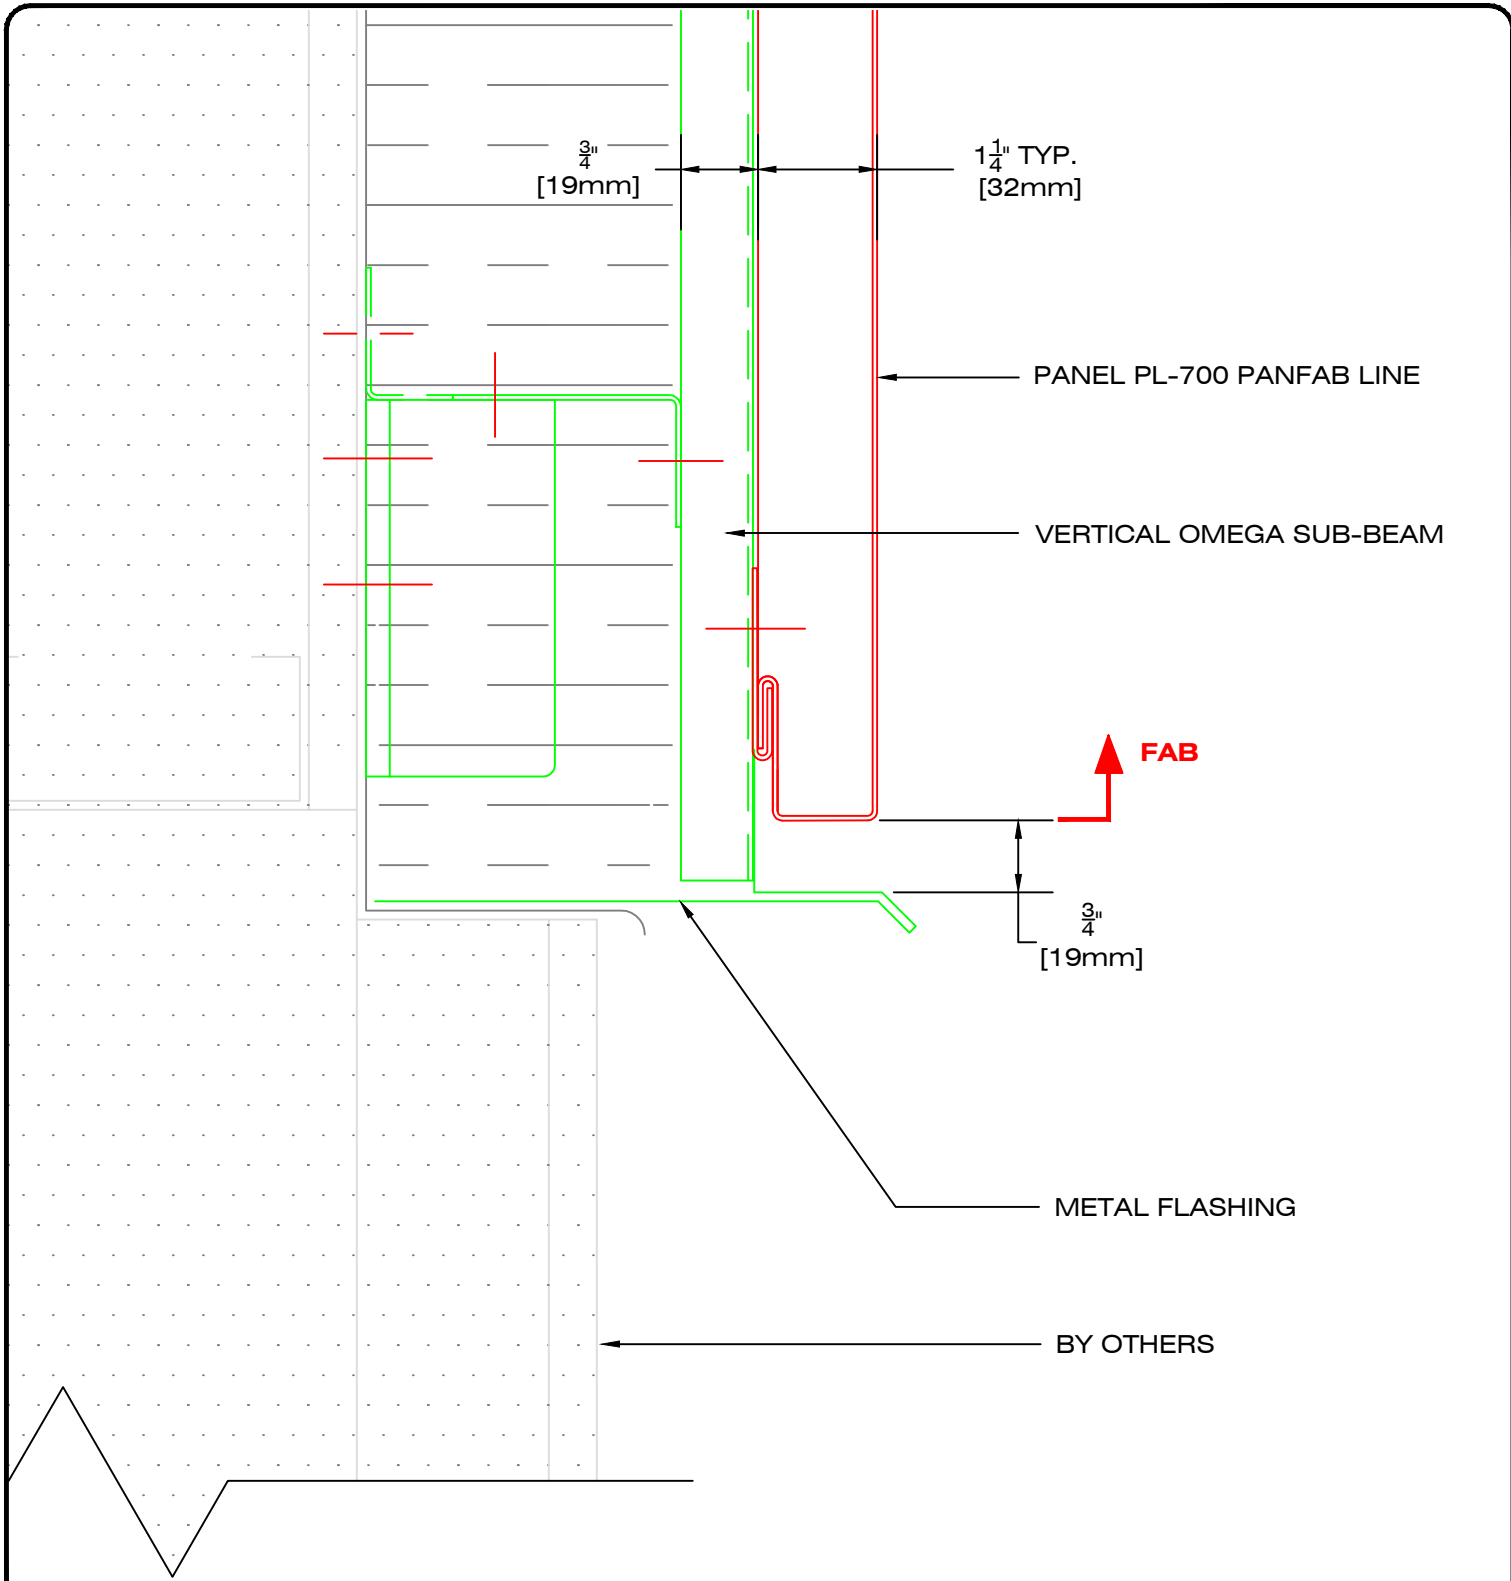 3/4"
[19mm]
1 1/4" TYP.
[32mm]
PANEL PL-700 PANFAB LINE
VERTICAL OMEGA SUB-BEAM
FAB
3/4"
[19mm]
METAL FLASHING
BY OTHERS